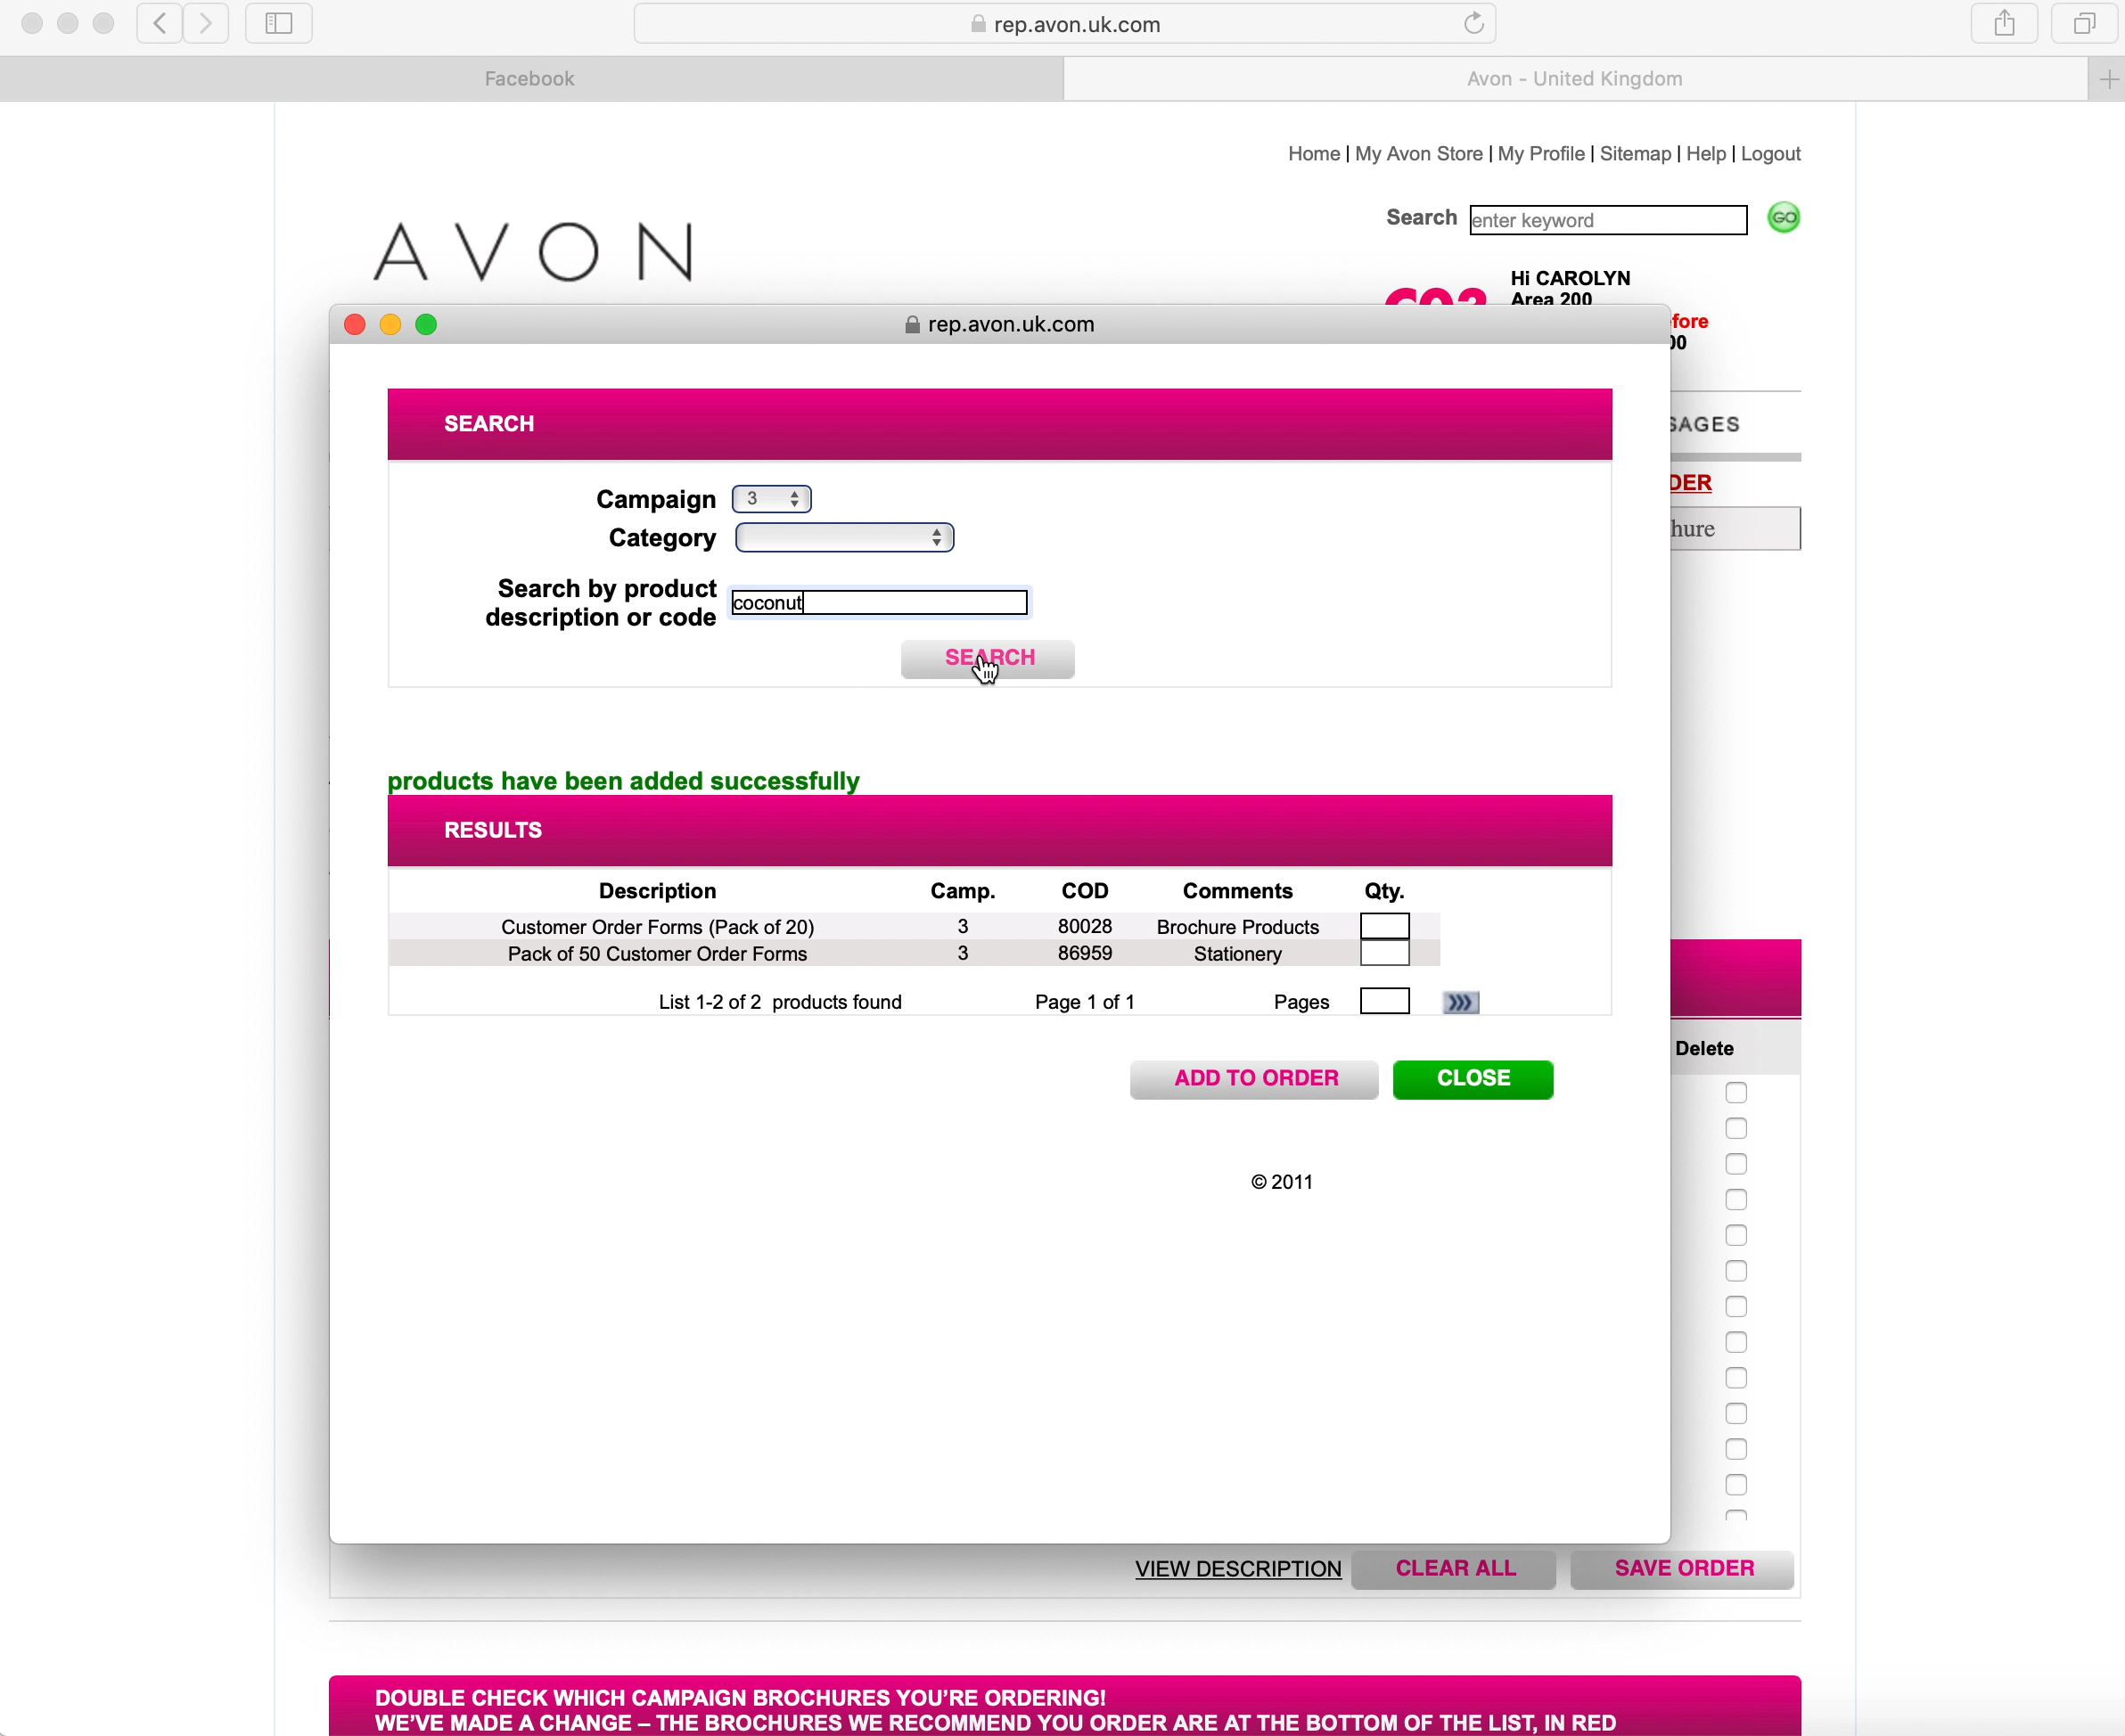 rep.avon.uk.com
Facebook
Avon - United Kingdom
Home | My Avon Store | My Profile | Sitemap | Help | Logout
Search enter keyword GO
AVON
Hi CAROLYN
Area 200
rep.avon.uk.com
fore
00
SEARCH
SAGES
Campaign 3
DER
Category
hure
Search by product
description or code
coconut
SEARCH
products have been added successfully
RESULTS
Description Camp. COD Comments Qty.
Customer Order Forms (Pack of 20) 3 80028 Brochure Products
Pack of 50 Customer Order Forms 3 86959 Stationery
List 1-2 of 2 products found Page 1 of 1 Pages
Delete
ADD TO ORDER CLOSE
© 2011
VIEW DESCRIPTION CLEAR ALL SAVE ORDER
DOUBLE CHECK WHICH CAMPAIGN BROCHURES YOU'RE ORDERING!
WE'VE MADE A CHANGE – THE BROCHURES WE RECOMMEND YOU ORDER ARE AT THE BOTTOM OF THE LIST, IN RED